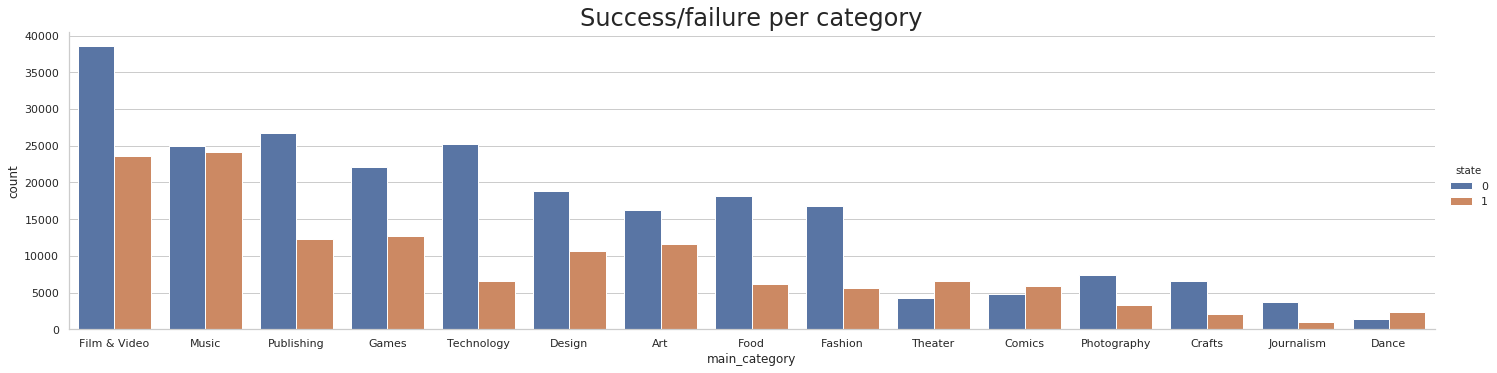 Success/failure per category
40000
35000
30000
25000
20000
15000
10000
5000
0
count
Film & Video
Music
Publishing
Games
Technology
Design
Art
Food
Fashion
Theater
Comics
Photography
Crafts
Journalism
Dance
main_category
state
0
1